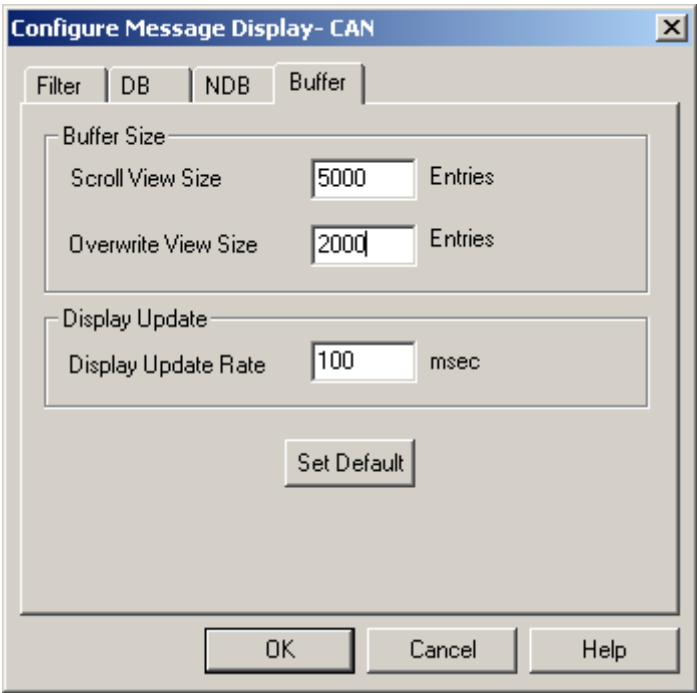 Configure Message Display- CAN
Filter DB NDB Buffer
Buffer Size
Scroll View Size 5000 Entries
Overwrite View Size 2000 Entries
Display Update
Display Update Rate 100 msec
Set Default
OK Cancel Help